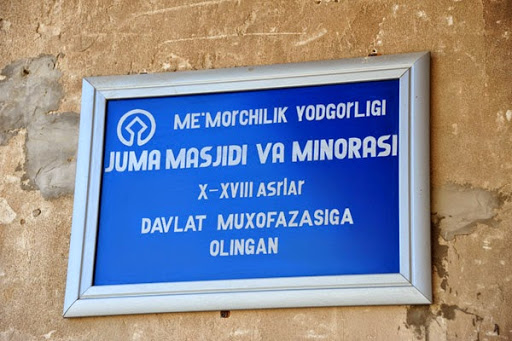 ME'MORCHILIK YODGORLIGI
JUMA MASJIDI VA MINORASI
X-XVIII ASRLAR
DAVLAT MUXOFAZASIGA
OLINGAN